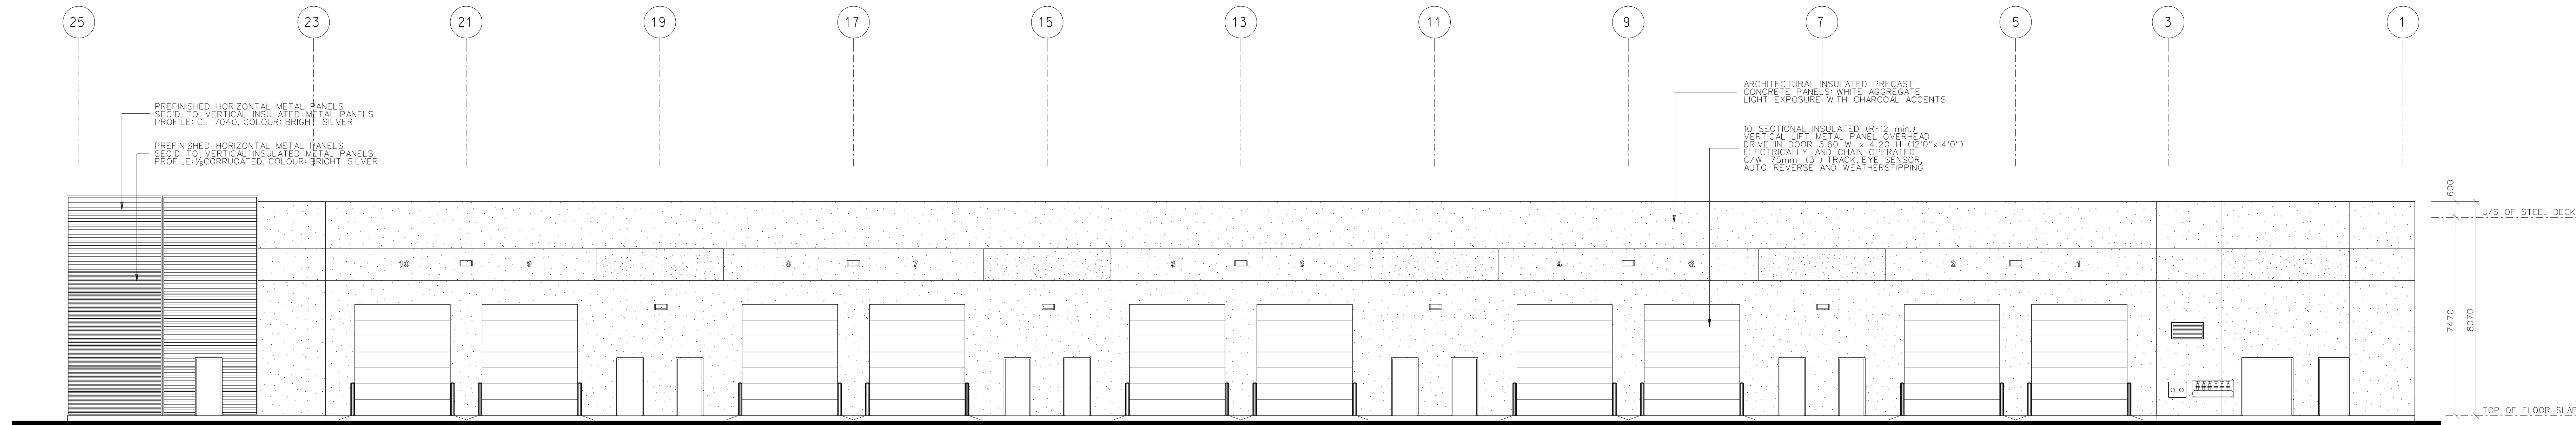 25 23 21 19 17 15 13 11 9 7 5 3 1
ARCHITECTURAL INSULATED PRECAST
CONCRETE PANELS: WHITE AGGREGATE
LIGHT EXPOSURE WITH CHARCOAL ACCENTS
PREFINISHED HORIZONTAL METAL PANELS
SEC'D TO VERTICAL INSULATED METAL PANELS
PROFILE: CL 7040, COLOUR: BRIGHT SILVER
10 SECTIONAL INSULATED (R-12 min.)
VERTICAL LIFT METAL PANEL OVERHEAD
DRIVE IN DOOR 3.60 W x 4.20 H (12'0"x14'0")
ELECTRICALLY AND CHAIN OPERATED
C/W 75mm (3") TRACK, EYE SENSOR,
AUTO REVERSE AND WEATHERSTIPPING
PREFINISHED HORIZONTAL METAL PANELS
SEC'D TO VERTICAL INSULATED METAL PANELS
PROFILE: ⅞CORRUGATED, COLOUR: BRIGHT SILVER
600
U/S OF STEEL DECK
10 9 8 7 6 5 4 3 2 1
7470
8070
TOP OF FLOOR SLAB